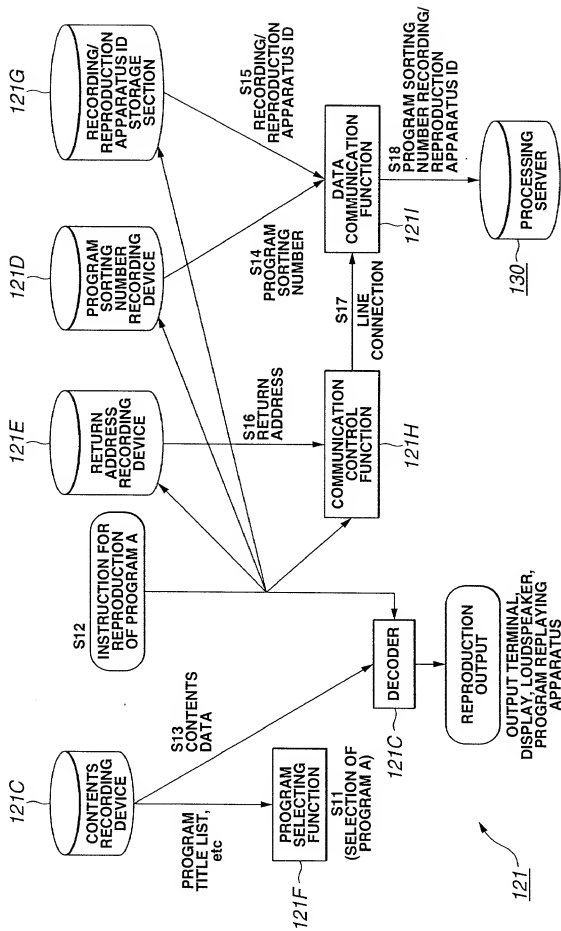 121C
CONTENTS
RECORDING
DEVICE
S12
INSTRUCTION FOR
REPRODUCTION
OF PROGRAM A
121E
RETURN
ADDRESS
RECORDING
DEVICE
121D
PROGRAM
SORTING
NUMBER
RECORDING
DEVICE
121G
RECORDING/
REPRODUCTION
APPARATUS ID
STORAGE
SECTION
PROGRAM
TITLE LIST,
etc
S13
CONTENTS
DATA
S16
RETURN
ADDRESS
S14
PROGRAM
SORTING
NUMBER
S15
RECORDING/
REPRODUCTION
APPARATUS ID
121F
PROGRAM
SELECTING
FUNCTION
S11
(SELECTION OF
PROGRAM A)
DECODER
121C
COMMUNICATION
CONTROL
FUNCTION
121H
S17
LINE
CONNECTION
DATA
COMMUNICATION
FUNCTION
121I
REPRODUCTION
OUTPUT
OUTPUT TERMINAL,
DISPLAY, LOUDSPEAKER,
PROGRAM REPLAYING
APPARATUS
S18
PROGRAM SORTING
NUMBER RECORDING/
REPRODUCTION
APPARATUS ID
PROCESSING
SERVER
130
121